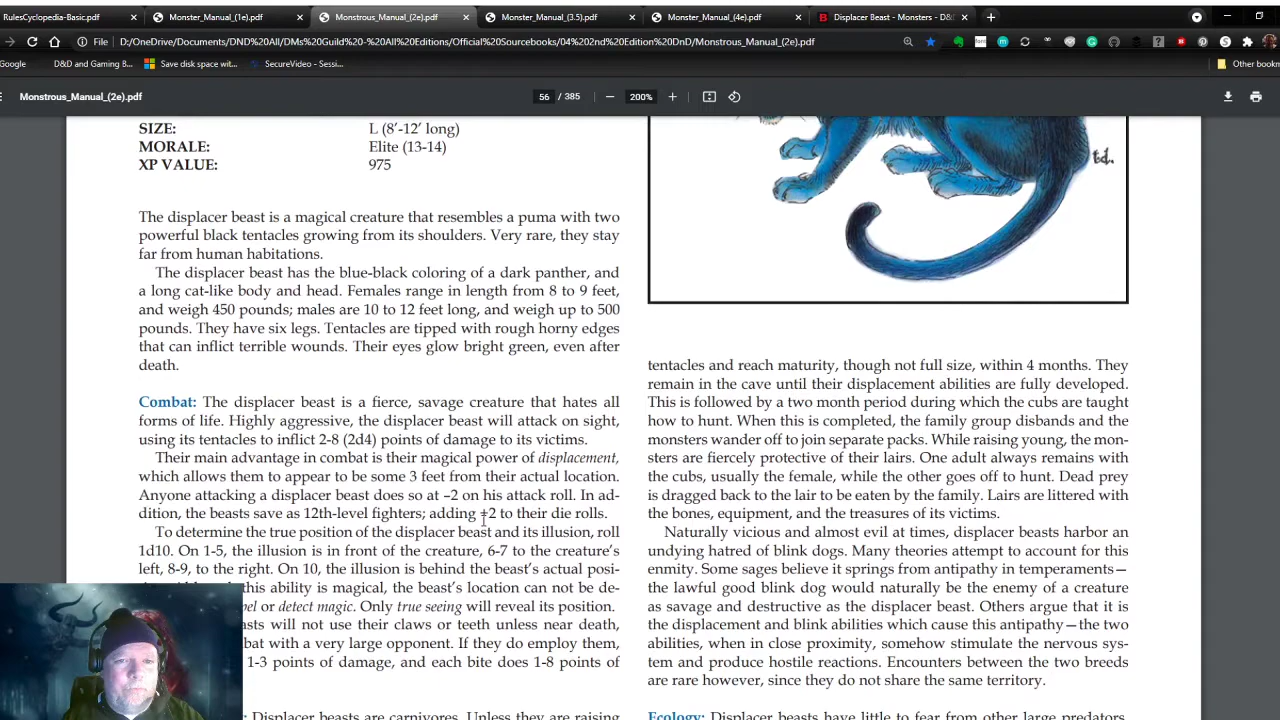 RulesCyclopedia-Basic.pdf
Monster_Manual_(1e).pdf
Monstrous_Manual_(2e).pdf
Monster_Manual_(3.5).pdf
Monster_Manual_(4e).pdf
Displacer Beast - Monsters - D&
File
D:/OneDrive/Documents/DND%20All/DMs%20Guild%20-%20All%20Editions/Official%20Sourcebooks/04%202nd%20Edition%20DnD/Monstrous_Manual_(2e).pdf
Google
D&D and Gaming B...
Save disk space wit...
SecureVideo - Sessi...
Other bookm
Monstrous_Manual_(2e).pdf
56 / 385
200%
SIZE: L (8'-12' long)
MORALE: Elite (13-14)
XP VALUE: 975
t.d.
The displacer beast is a magical creature that resembles a puma with two
powerful black tentacles growing from its shoulders. Very rare, they stay
far from human habitations.
The displacer beast has the blue-black coloring of a dark panther, and
a long cat-like body and head. Females range in length from 8 to 9 feet,
and weigh 450 pounds; males are 10 to 12 feet long, and weigh up to 500
pounds. They have six legs. Tentacles are tipped with rough horny edges
that can inflict terrible wounds. Their eyes glow bright green, even after
death.
Combat: The displacer beast is a fierce, savage creature that hates all
forms of life. Highly aggressive, the displacer beast will attack on sight,
using its tentacles to inflict 2-8 (2d4) points of damage to its victims.
Their main advantage in combat is their magical power of displacement,
which allows them to appear to be some 3 feet from their actual location.
Anyone attacking a displacer beast does so at –2 on his attack roll. In ad-
dition, the beasts save as 12th-level fighters; adding +2 to their die rolls.
To determine the true position of the displacer beast and its illusion, roll
1d10. On 1-5, the illusion is in front of the creature, 6-7 to the creature's
left, 8-9, to the right. On 10, the illusion is behind the beast's actual posi-
this ability is magical, the beast's location can not be de-
or detect magic. Only true seeing will reveal its position.
will not use their claws or teeth unless near death,
with a very large opponent. If they do employ them,
1-3 points of damage, and each bite does 1-8 points of
Displacer beasts are carnivores. Unless they are raising
tentacles and reach maturity, though not full size, within 4 months. They
remain in the cave until their displacement abilities are fully developed.
This is followed by a two month period during which the cubs are taught
how to hunt. When this is completed, the family group disbands and the
monsters wander off to join separate packs. While raising young, the mon-
sters are fiercely protective of their lairs. One adult always remains with
the cubs, usually the female, while the other goes off to hunt. Dead prey
is dragged back to the lair to be eaten by the family. Lairs are littered with
the bones, equipment, and the treasures of its victims.
Naturally vicious and almost evil at times, displacer beasts harbor an
undying hatred of blink dogs. Many theories attempt to account for this
enmity. Some sages believe it springs from antipathy in temperaments—
the lawful good blink dog would naturally be the enemy of a creature
as savage and destructive as the displacer beast. Others argue that it is
the displacement and blink abilities which cause this antipathy—the two
abilities, when in close proximity, somehow stimulate the nervous sys-
tem and produce hostile reactions. Encounters between the two breeds
are rare however, since they do not share the same territory.
Ecology: Displacer beasts have little to fear from other large predators,